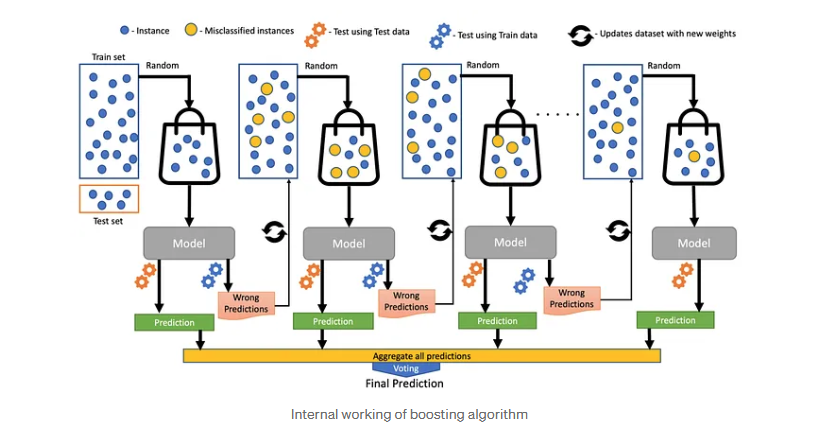 - Instance
- Misclassified instances
- Test using Test data
- Test using Train data
- Updates dataset with new weights
Train set
Random
Random
Random
Random
Test set
Model
Model
Model
Model
Wrong
Predictions
Wrong
Predictions
Wrong
Predictions
Prediction
Prediction
Prediction
Prediction
Aggregate all predictions
Voting
Final Prediction
Internal working of boosting algorithm